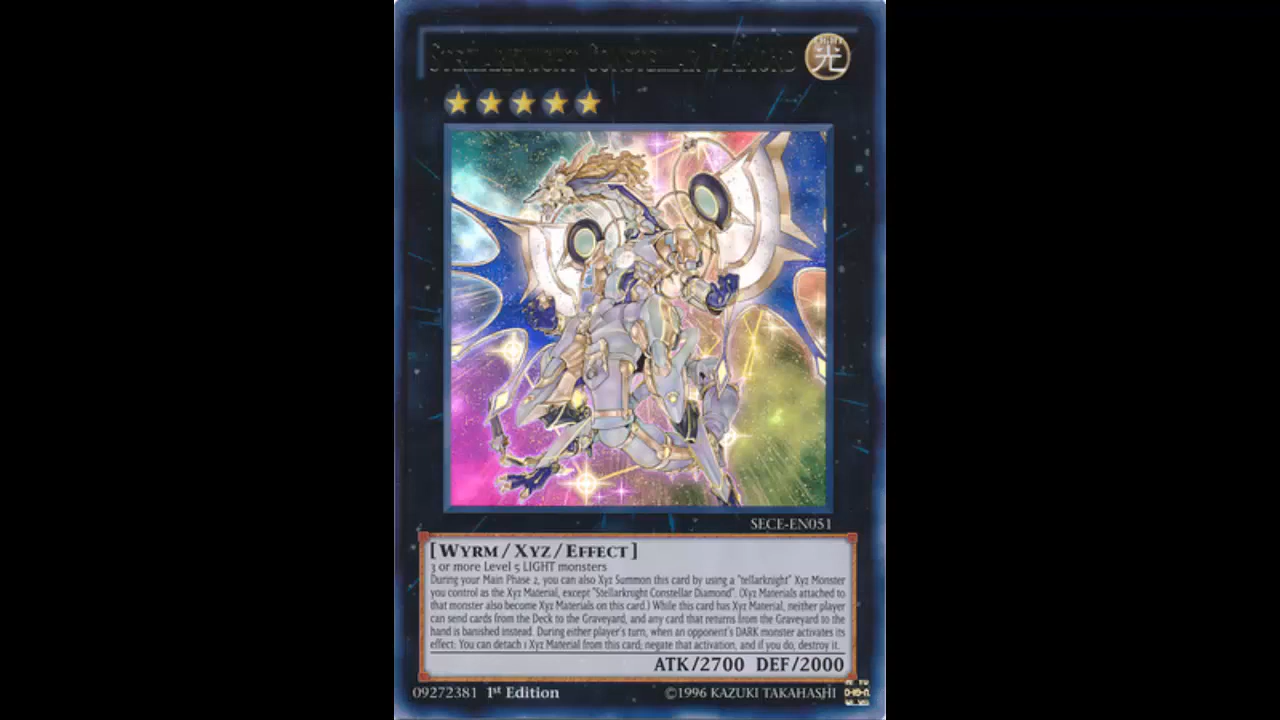 Stellarknight Constellar Diamond
LIGHT
光
SECE-EN051
[Wyrm/Xyz/Effect]
3 or more Level 5 LIGHT monsters
During your Main Phase 2, you can also Xyz Summon this card by using a "tellarknight" Xyz Monster
you control as the Xyz Material, except "Stellarknight Constellar Diamond". (Xyz Materials attached to
that monster also become Xyz Materials on this card.) While this card has Xyz Material, neither player
can send cards from the Deck to the Graveyard, and any card that returns from the Graveyard to the
hand is banished instead. During either player's turn, when an opponent's DARK monster activates its
effect: You can detach 1 Xyz Material from this card; negate that activation, and if you do, destroy it.
ATK/2700 DEF/2000
09272381 1st Edition ©1996 KAZUKI TAKAHASHI